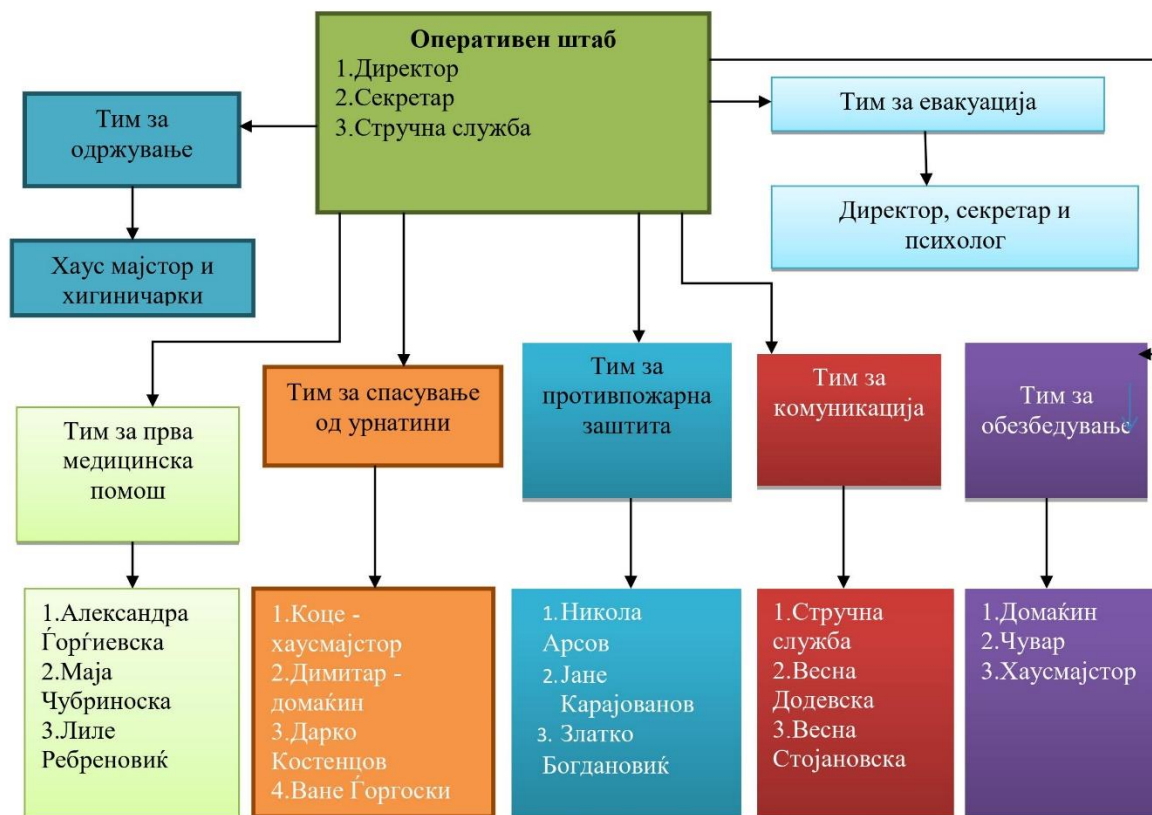 Оперативен штаб
1.Директор
2.Секретар
3.Стручна служба
Тим за
одржување
Хаус мајстор и
хигиничарки
Тим за евакуација
Директор, секретар и
психолог
Тим за прва
медицинска
помош
1.Александра
Ѓорѓиевска
2.Маја
Чубриноска
3.Лиле
Ребреновиќ
Тим за спасување
од урнатини
1.Коце -
хаусмајстор
2.Димитар -
домаќин
3.Дарко
Костенцов
4.Ване Ѓоргоски
Тим за
противпожарна
заштита
1.Никола
Арсов
2.Јане
Карајованов
3. Златко
Богдановиќ
Тим за
комуникација
1.Стручна
служба
2.Весна
Додевска
3.Весна
Стојановска
Тим за
обезбедување
1.Домаќин
2.Чувар
3.Хаусмајстор